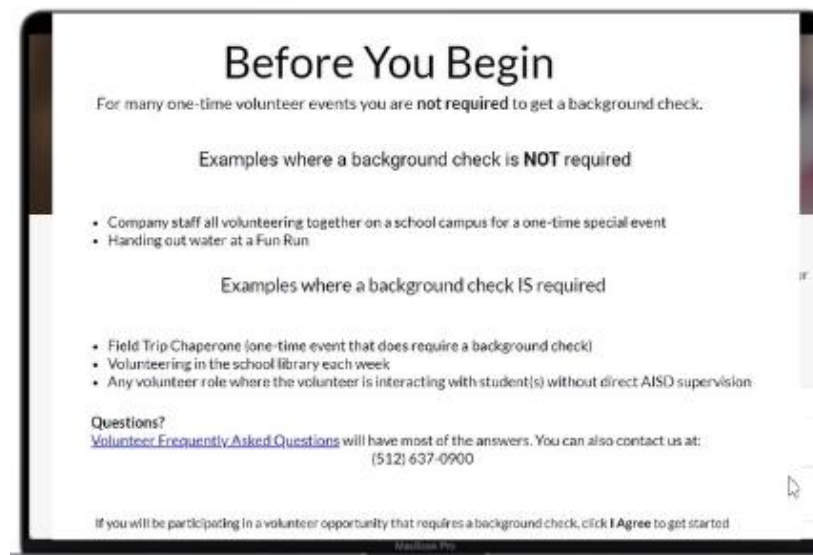 Before You Begin
For many one-time volunteer events you are not required to get a background check.
Examples where a background check is NOT required
• Company staff all volunteering together on a school campus for a one-time special event
• Handing out water at a Fun Run
Examples where a background check IS required
• Field Trip Chaperone (one-time event that does require a background check)
• Volunteering in the school library each week
• Any volunteer role where the volunteer is interacting with student(s) without direct AISD supervision
Questions?
Volunteer Frequently Asked Questions will have most of the answers. You can also contact us at:
(512) 637-0900
If you will be participating in a volunteer opportunity that requires a background check, click I Agree to get started
MacBook Pro